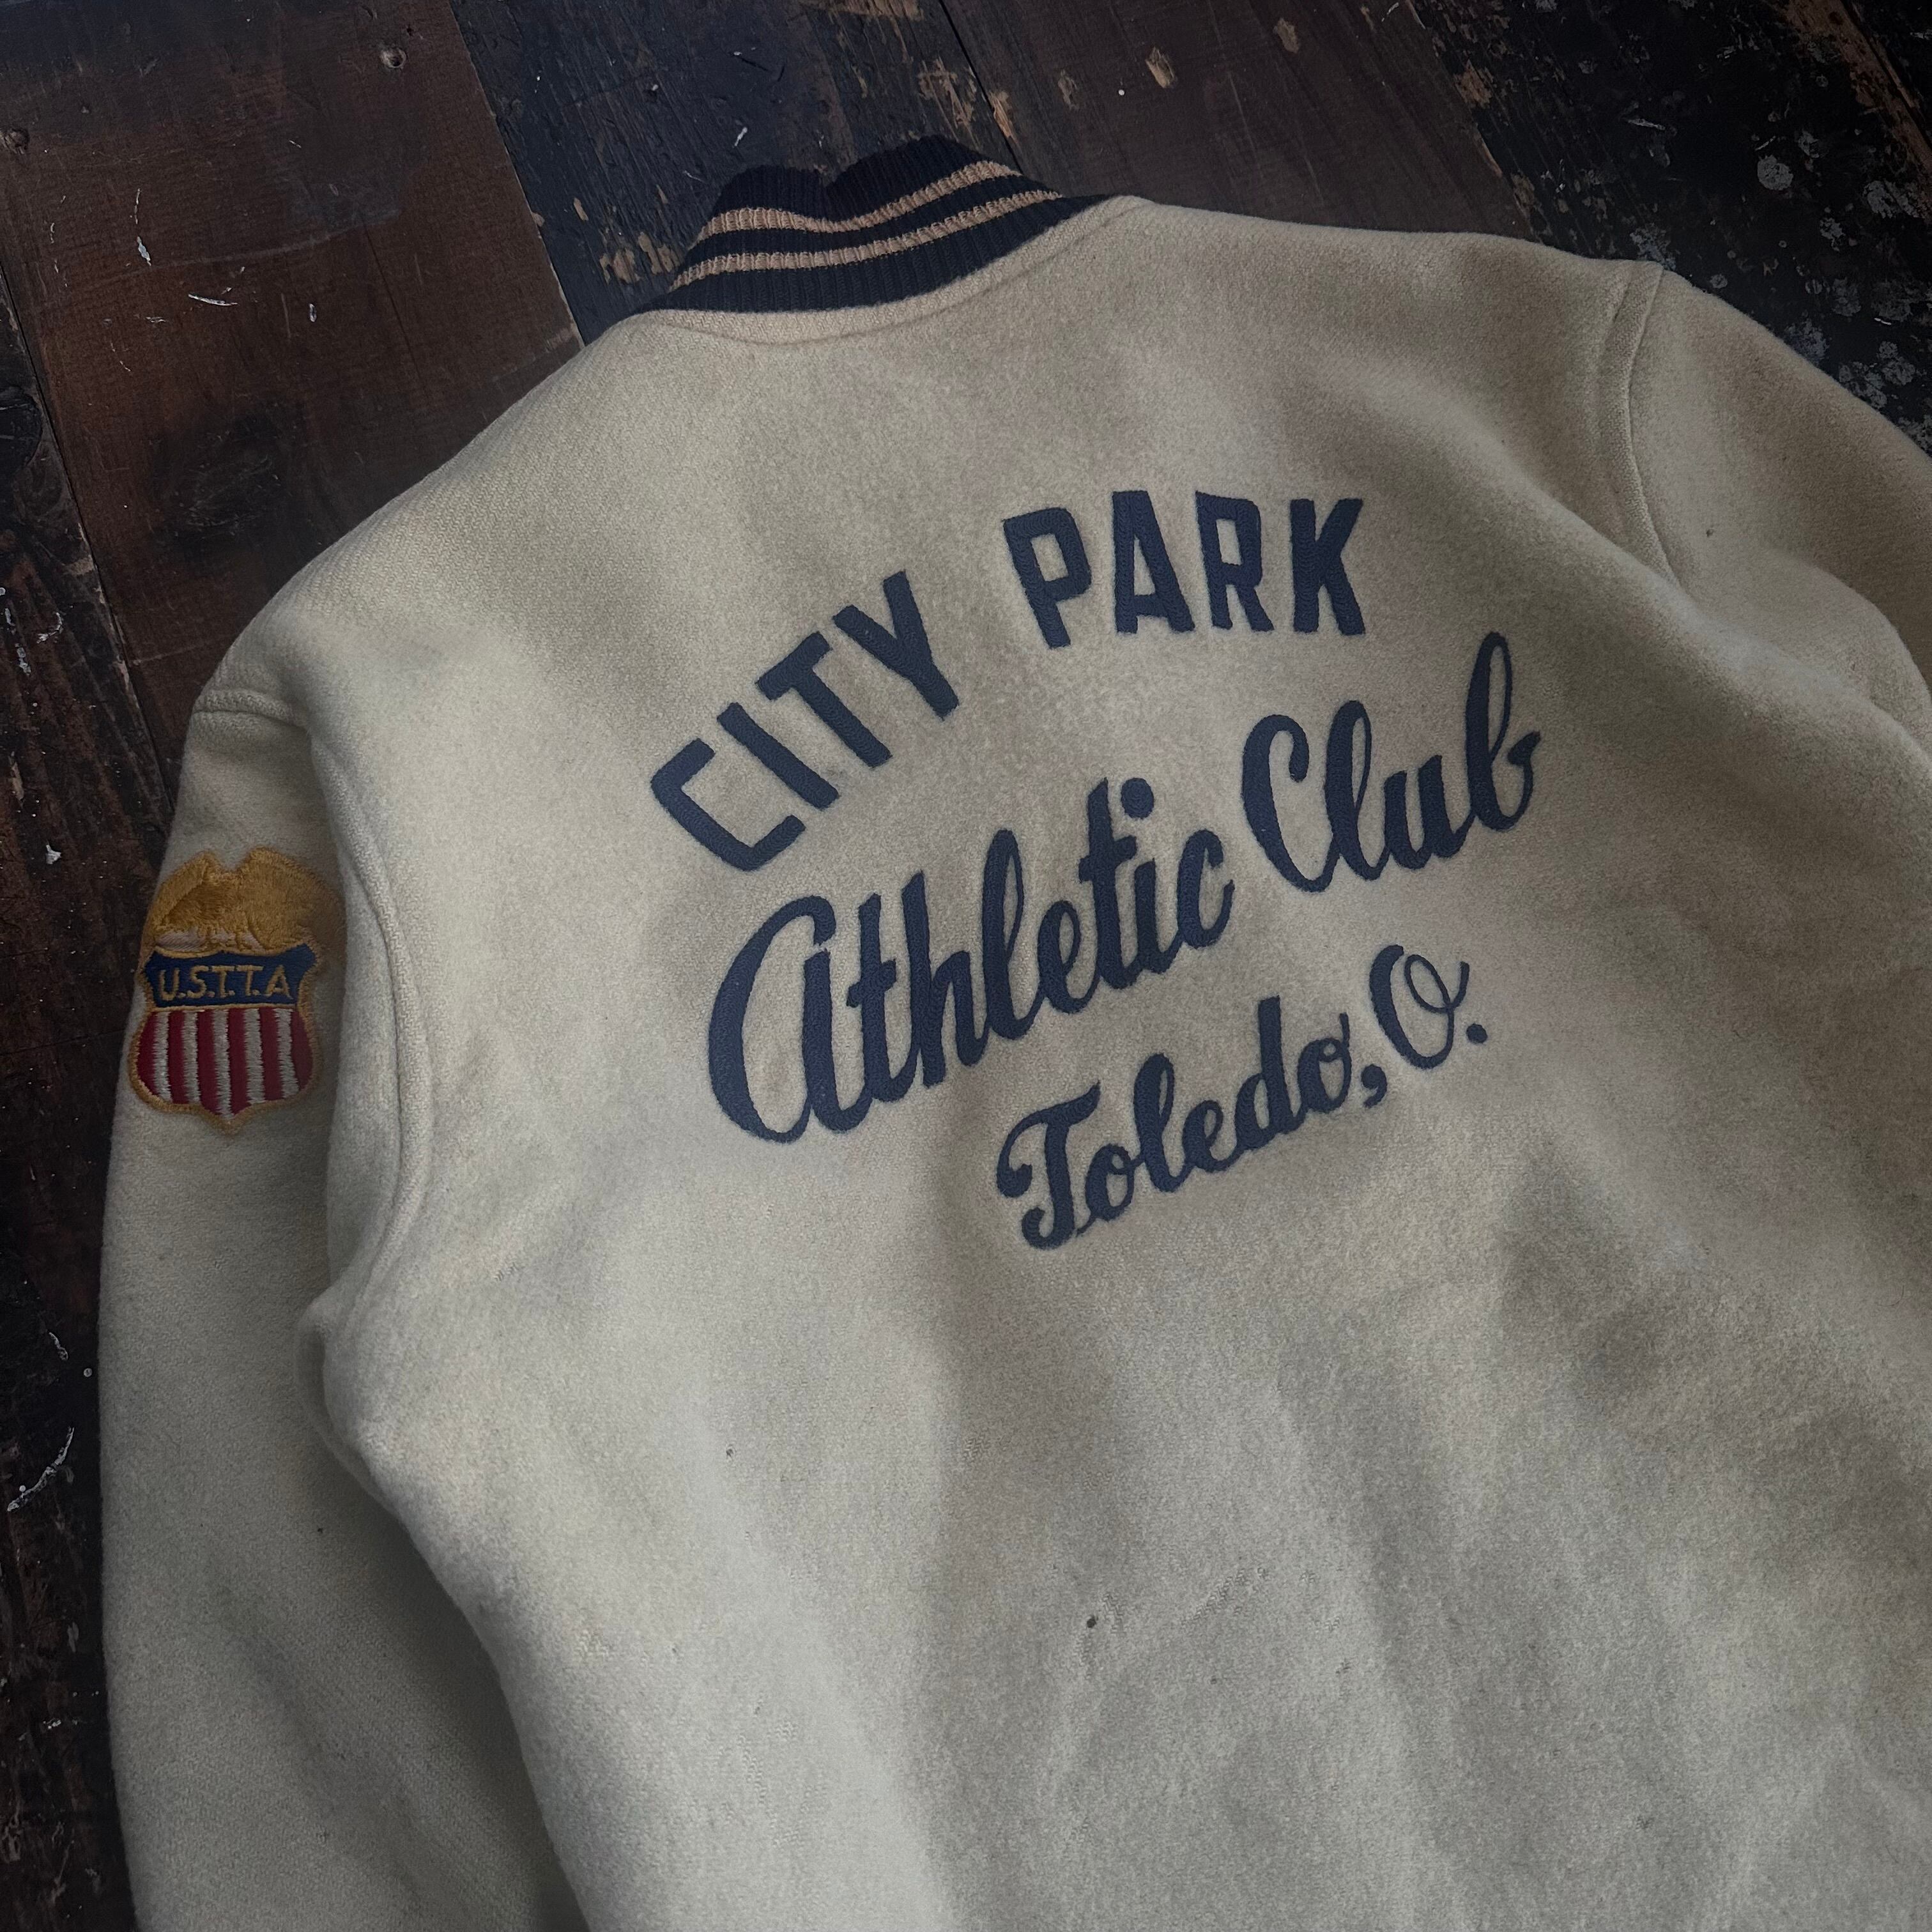 CITY PARK
Athletic Club
Toledo, O.
U.S.T.T.A